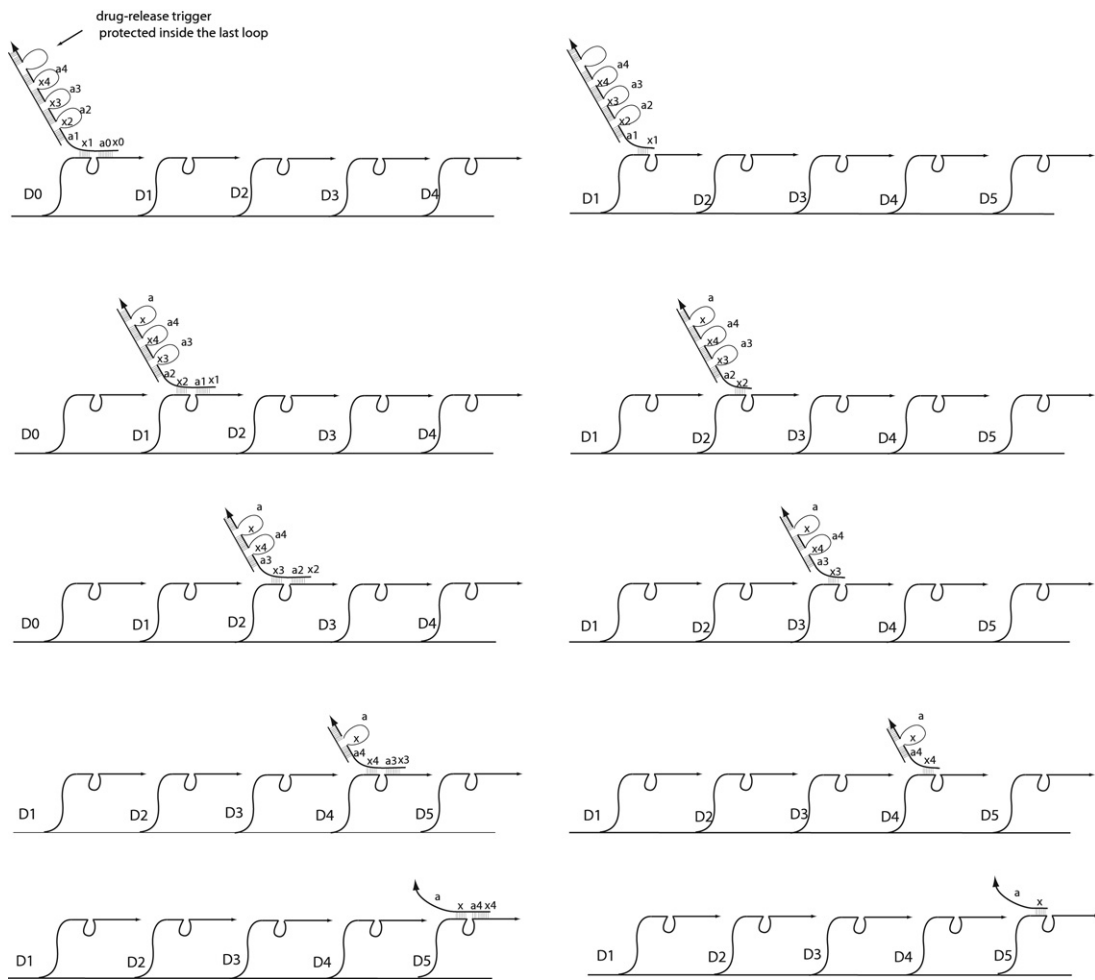 drug-release trigger
protected inside the last loop
a4
x4
a3
x3
a2
x2
a1 x1 a0 x0
D0 D1 D2 D3 D4
a4
x4
a3
x3
a2
x2
a1 x1
D1 D2 D3 D4 D5
a
x
a4
x4
a3
x3
a2 x2 a1 x1
D0 D1 D2 D3 D4
a
x
a4
x4
a3
x3
a2 x2
D1 D2 D3 D4 D5
a
x
a4
x4
a3 x3 a2 x2
D0 D1 D2 D3 D4
a
x
a4
x4
a3 x3
D1 D2 D3 D4 D5
a
x
a4 x4 a3 x3
D1 D2 D3 D4 D5
a
x
a4 x4
D1 D2 D3 D4 D5
a
x a4 x4
D1 D2 D3 D4 D5
a
x
D1 D2 D3 D4 D5